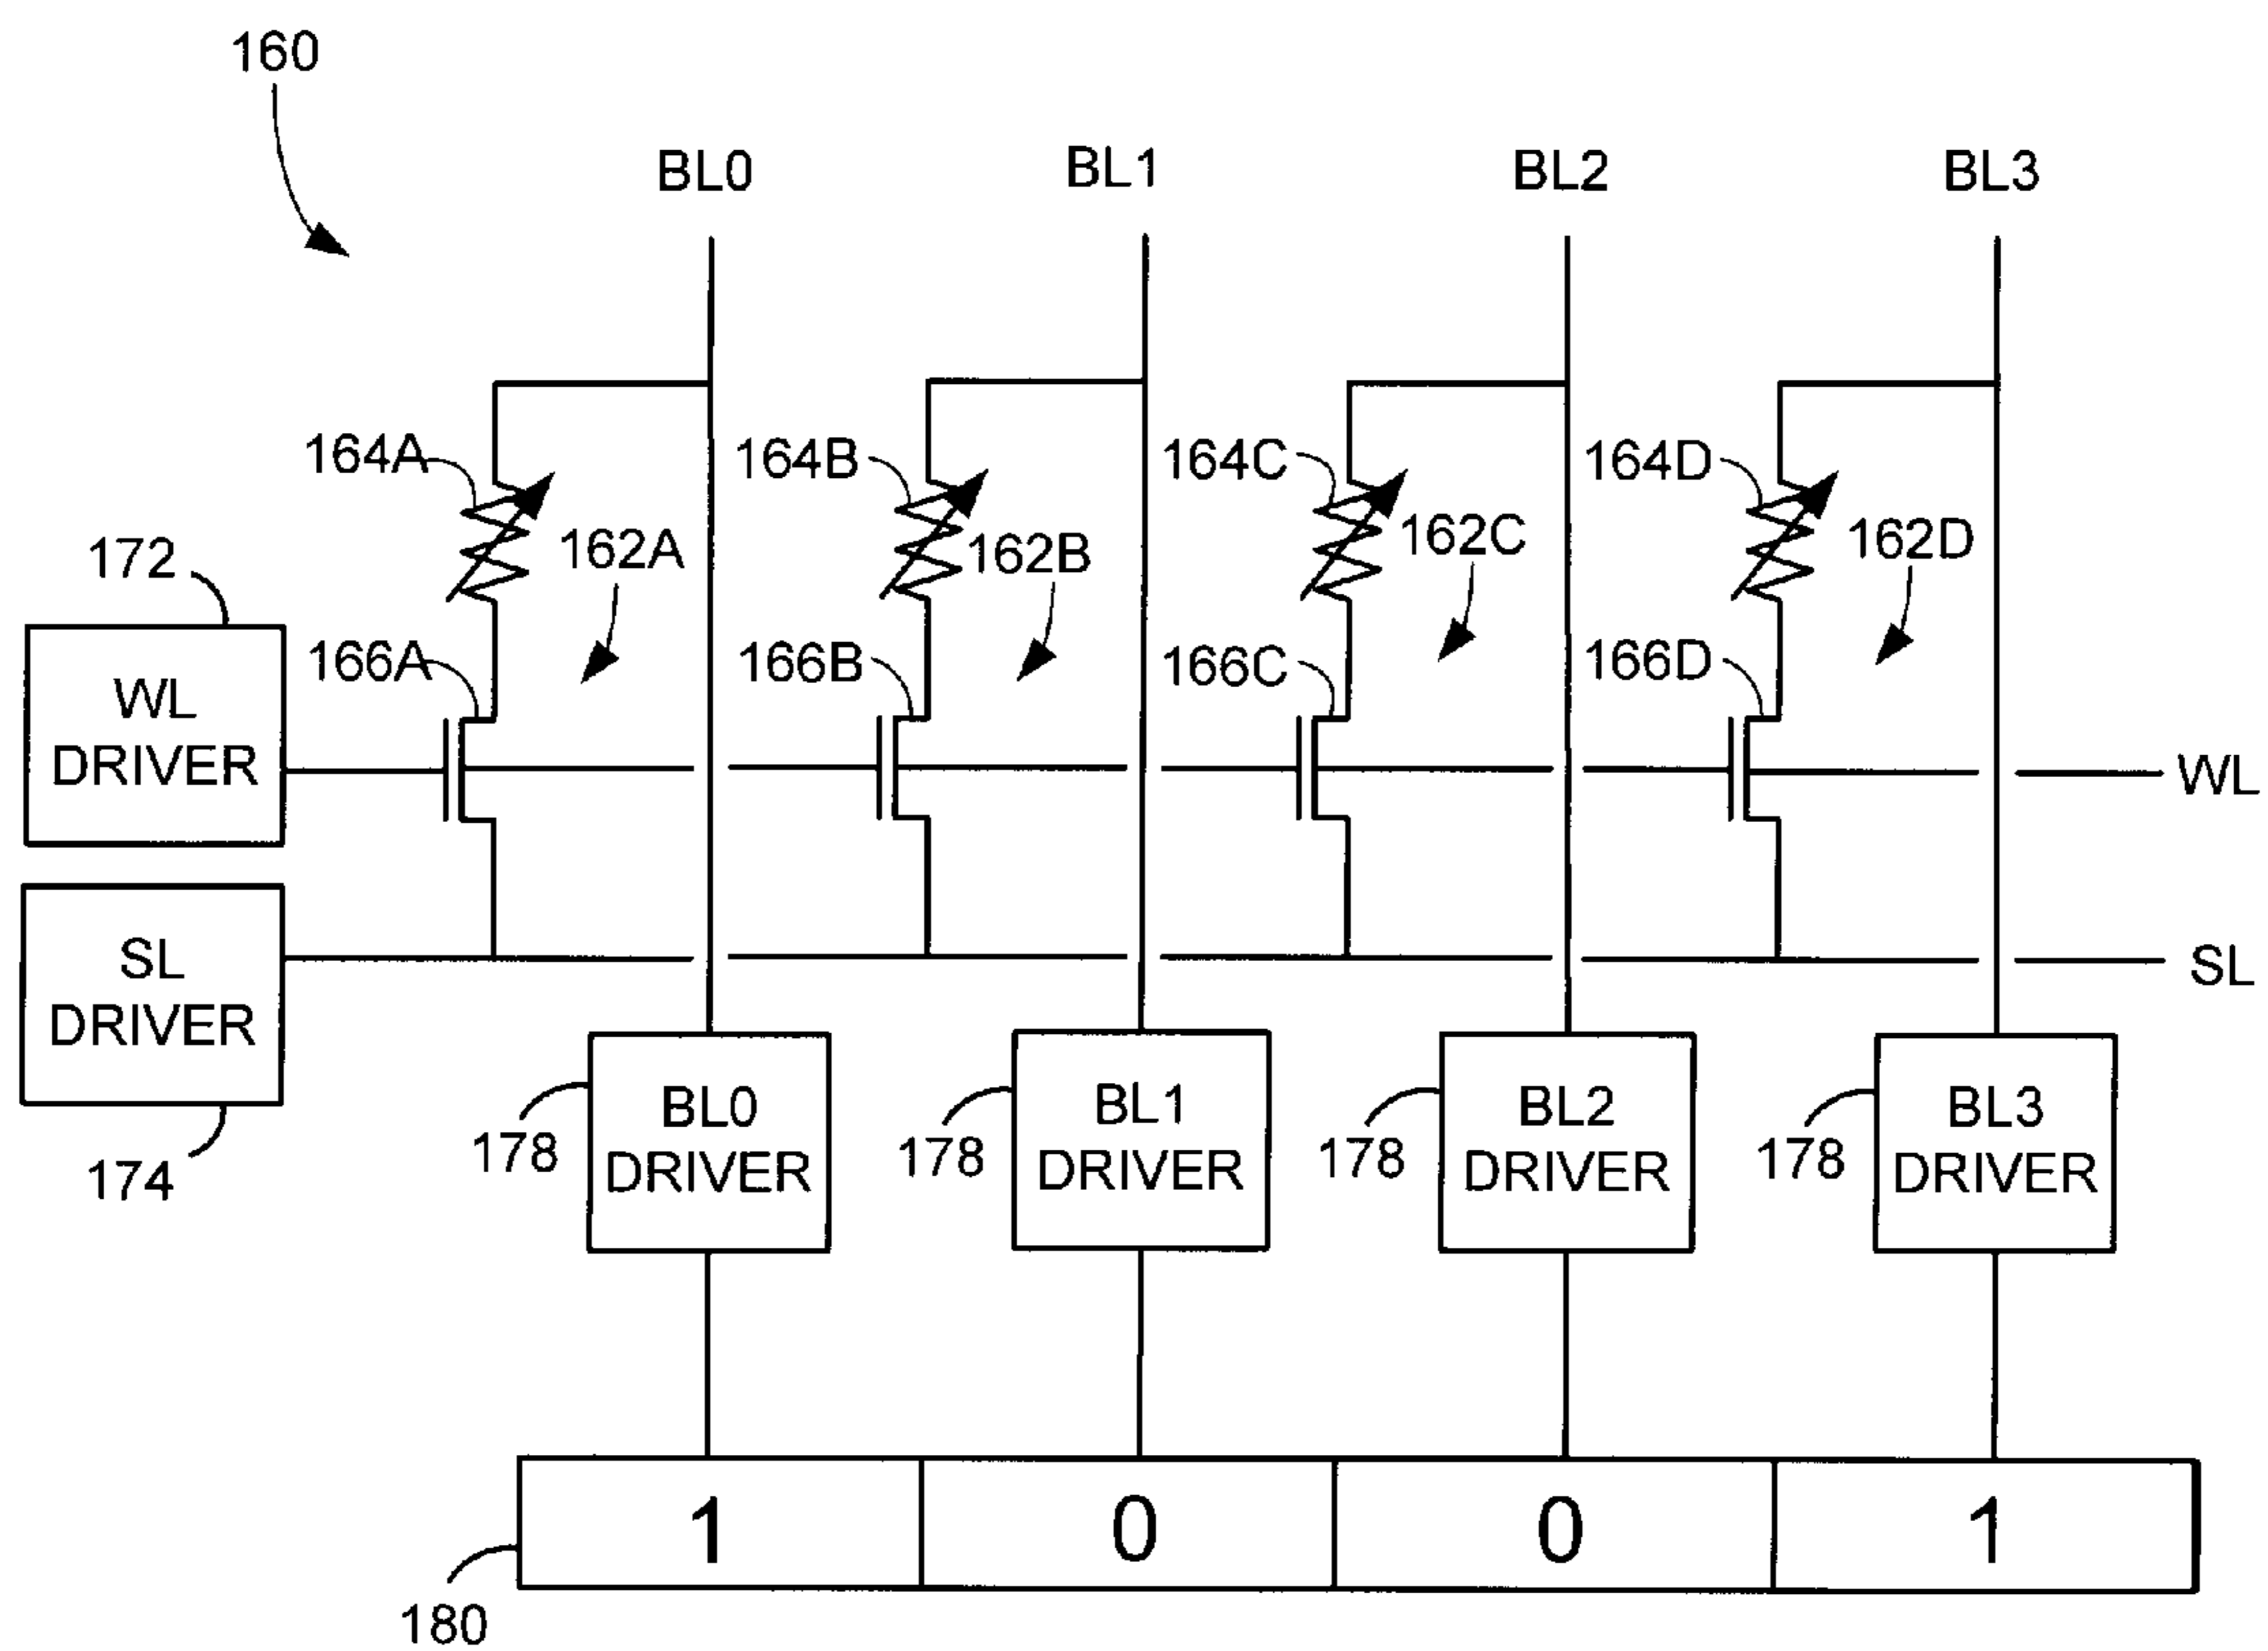 160
BL0
BL1
BL2
BL3
164A
164B
164C
164D
162A
162B
162C
162D
172
166A
166B
166C
166D
WL
DRIVER
WL
SL
DRIVER
SL
174
178
BL0
DRIVER
178
BL1
DRIVER
178
BL2
DRIVER
178
BL3
DRIVER
1
0
0
1
180